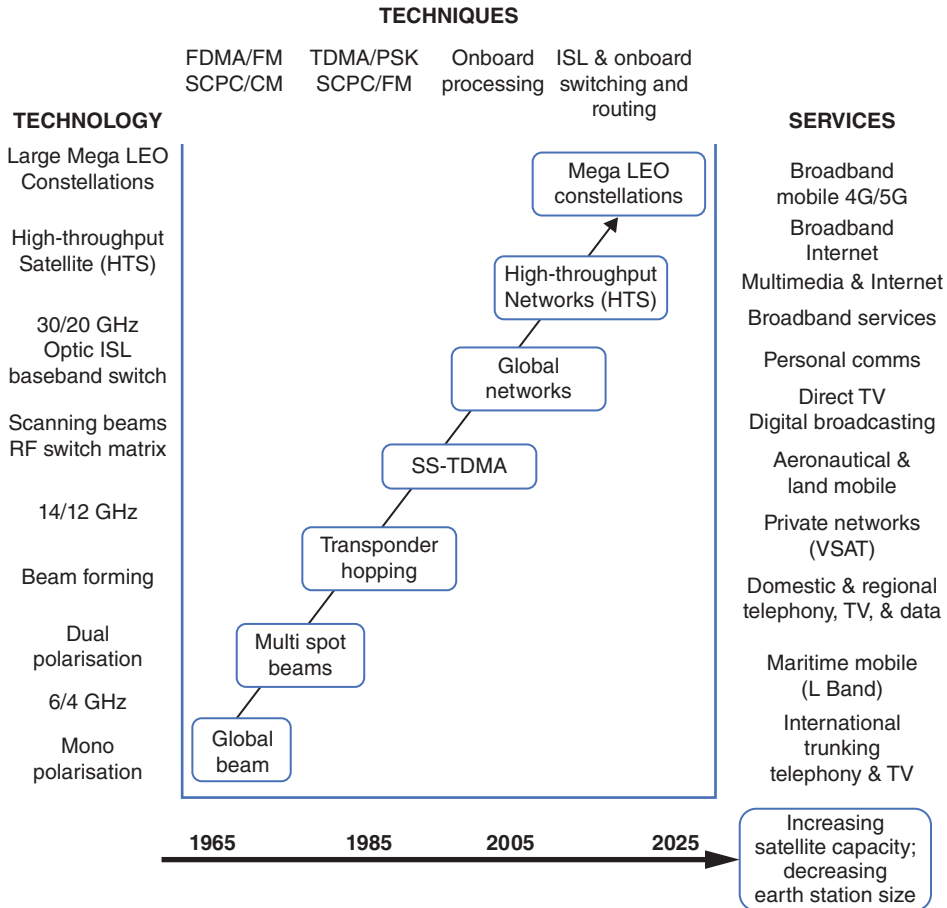 TECHNIQUES
FDMA/FM
SCPC/CM
TDMA/PSK
SCPC/FM
Onboard
processing
ISL & onboard
switching and
routing
TECHNOLOGY
Large Mega LEO
Constellations
High-throughput
Satellite (HTS)
30/20 GHz
Optic ISL
baseband switch
Scanning beams
RF switch matrix
14/12 GHz
Beam forming
Dual
polarisation
6/4 GHz
Mono
polarisation
Mega LEO
constellations
High-throughput
Networks (HTS)
Global
networks
SS-TDMA
Transponder
hopping
Multi spot
beams
Global
beam
SERVICES
Broadband
mobile 4G/5G
Broadband
Internet
Multimedia & Internet
Broadband services
Personal comms
Direct TV
Digital broadcasting
Aeronautical &
land mobile
Private networks
(VSAT)
Domestic & regional
telephony, TV, & data
Maritime mobile
(L Band)
International
trunking
telephony & TV
1965
1985
2005
2025
Increasing
satellite capacity;
decreasing
earth station size